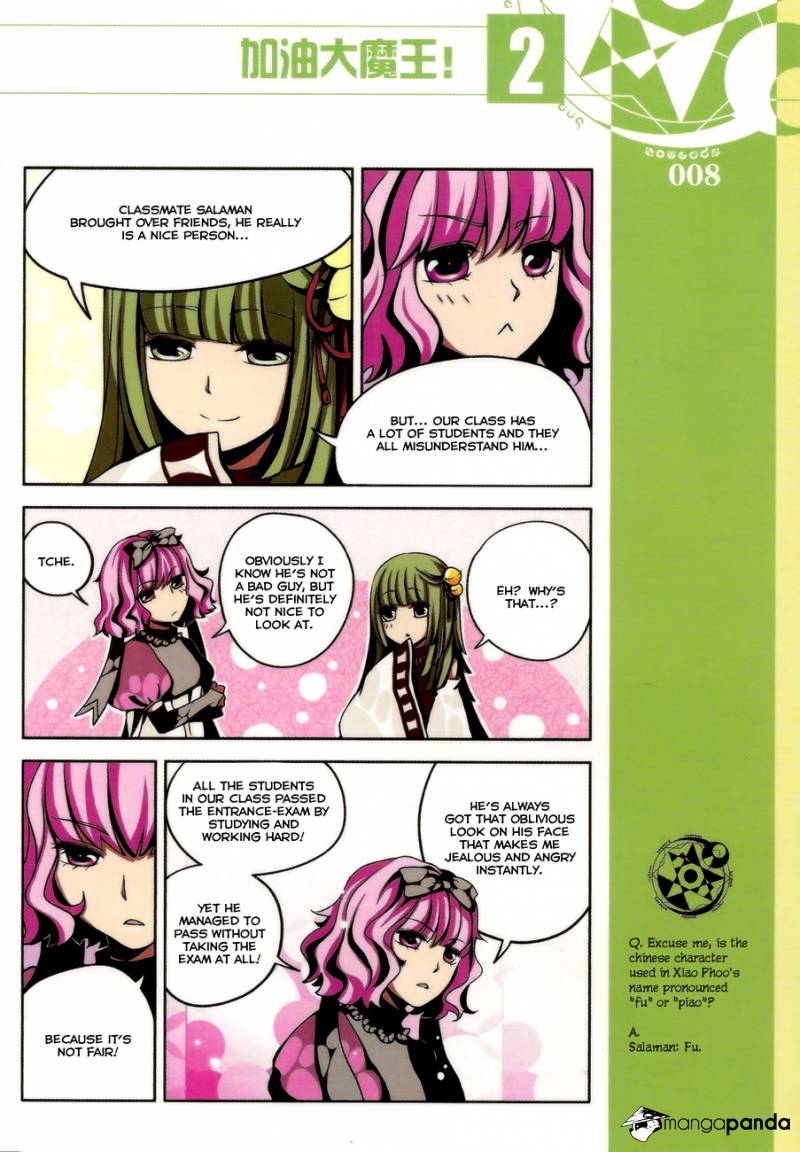 加油大魔王!
2
008
CLASSMATE SALAMAN
BROUGHT OVER FRIENDS, HE REALLY
IS A NICE PERSON...
BUT... OUR CLASS HAS
A LOT OF STUDENTS AND THEY
ALL MISUNDERSTAND HIM...
TCHE.
OBVIOUSLY I
KNOW HE'S NOT
A BAD GUY, BUT
HE'S DEFINITELY
NOT NICE TO
LOOK AT.
EH? WHY'S
THAT...?
BECAUSE IT'S
NOT FAIR!
ALL THE STUDENTS
IN OUR CLASS PASSED
THE ENTRANCE-EXAM BY
STUDYING AND
WORKING HARD!
YET HE
MANAGED TO
PASS WITHOUT
TAKING THE
EXAM AT ALL!
HE'S ALWAYS
GOT THAT OBLIVIOUS
LOOK ON HIS FACE
THAT MAKES ME
JEALOUS AND ANGRY
INSTANTLY.
Q. Excuse me, is the
chinese character
used in Xiao Phoo's
name pronounced
"fu" or "piao"?
A.
Salaman: Fu.
mangapanda